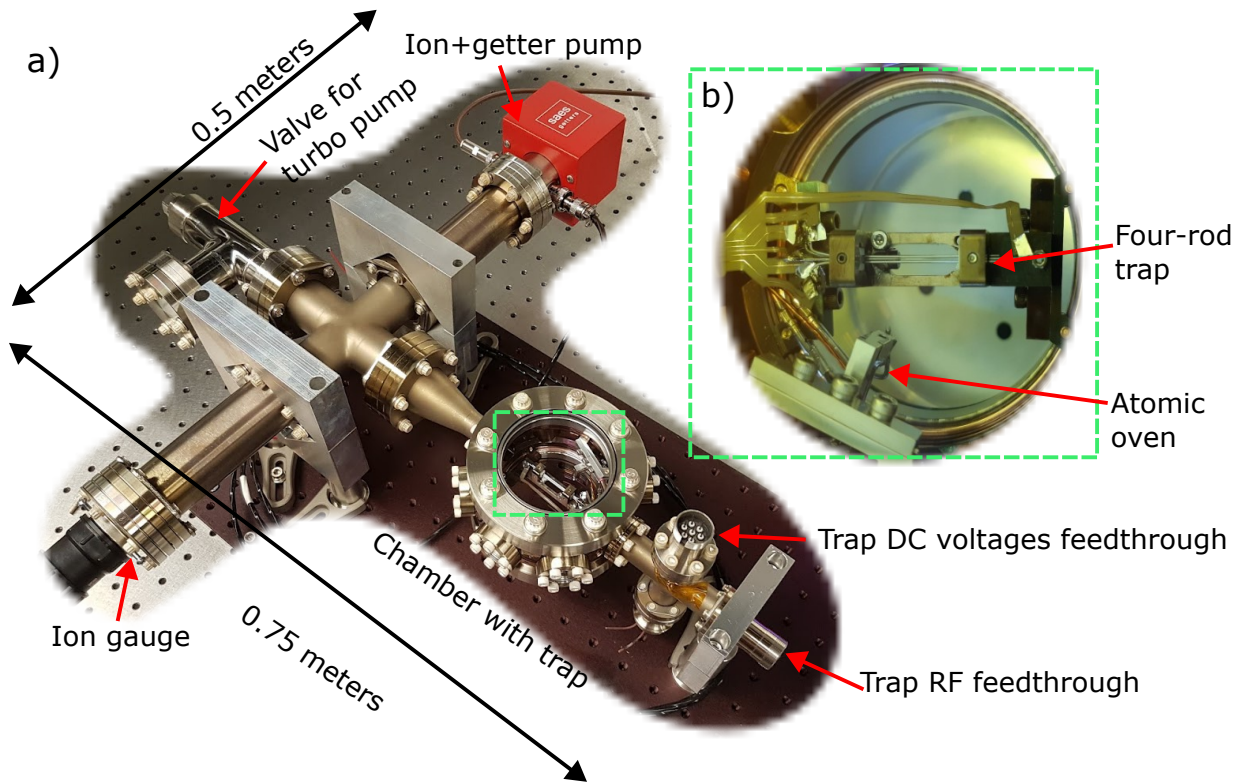 a)
0.5 meters
Valve for
turbo pump
Ion+getter pump
saes
getters
b)
Four-rod
trap
Atomic
oven
Trap DC voltages feedthrough
Trap RF feedthrough
Chamber with trap
0.75 meters
Ion gauge